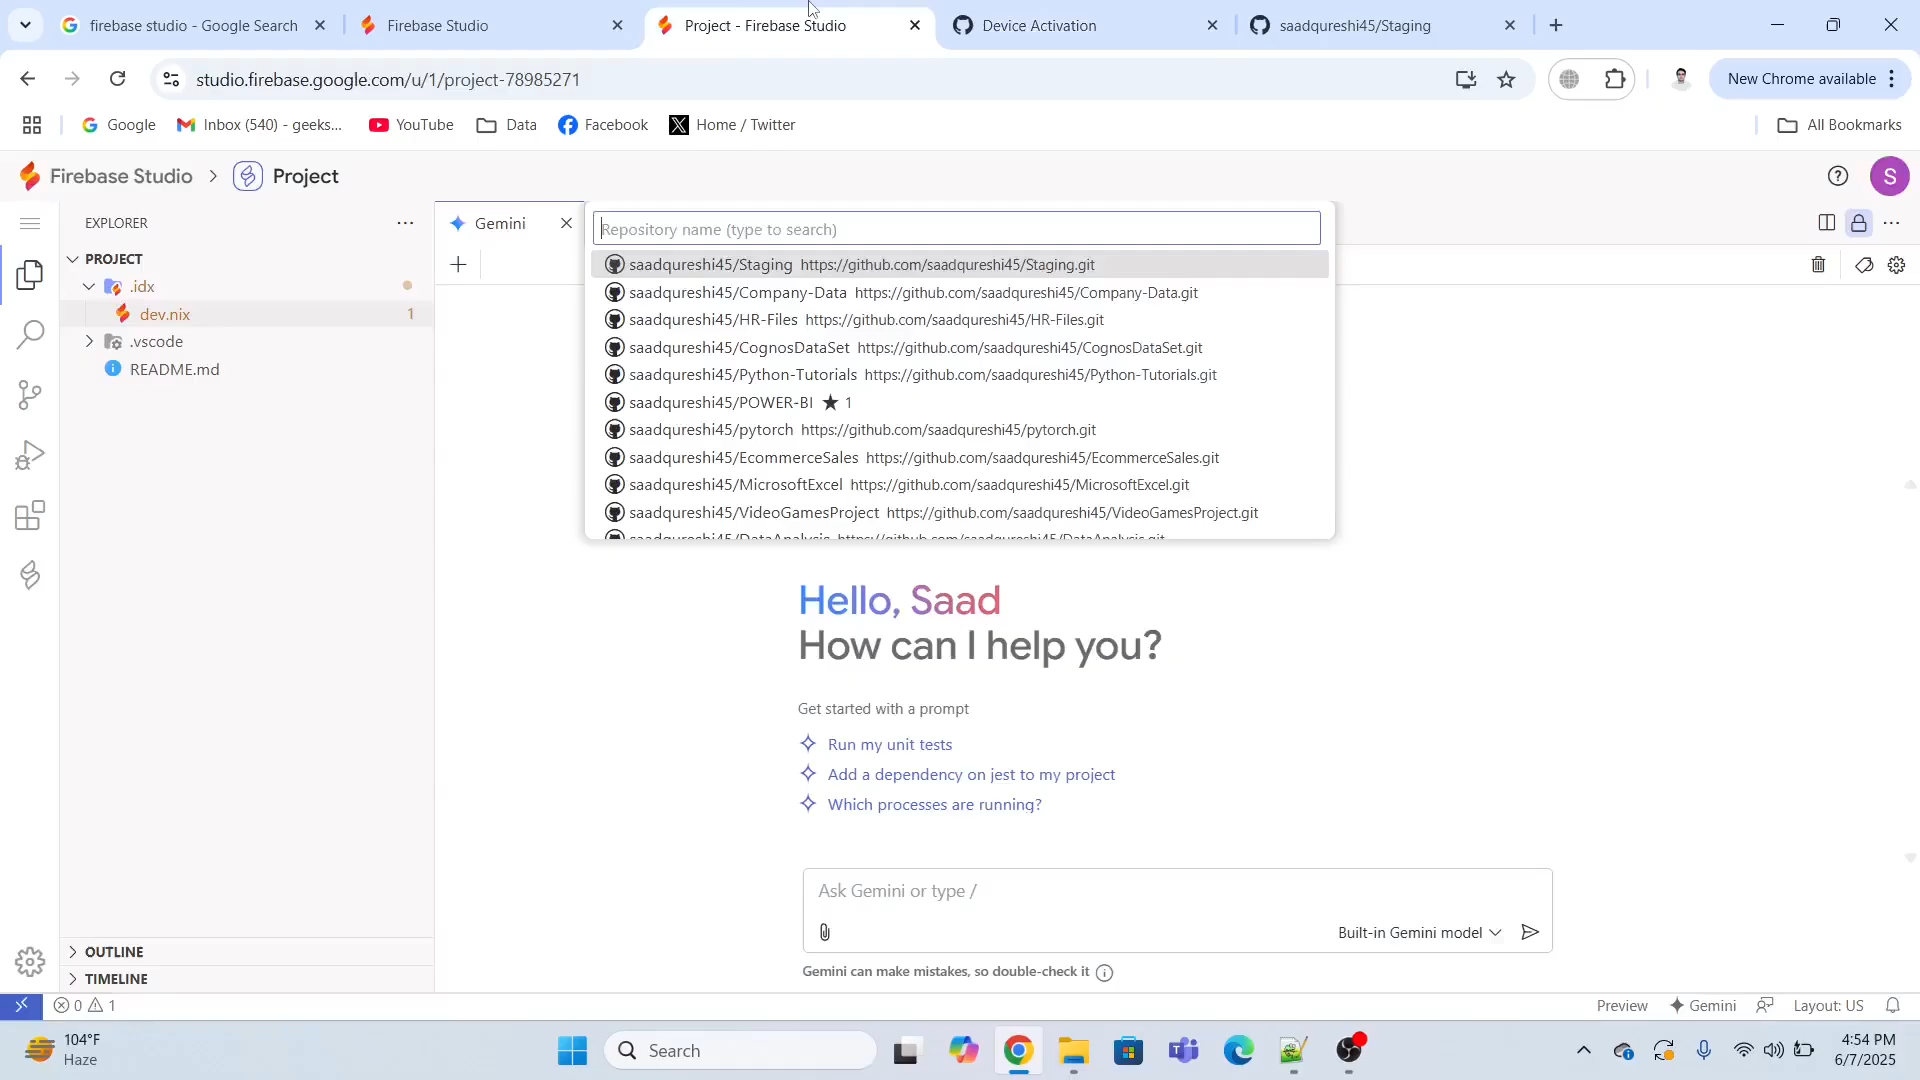 firebase studio - Google Search
Firebase Studio
Project - Firebase Studio
Device Activation
saadqureshi45/Staging
studio.firebase.google.com/u/1/project-78985271
New Chrome available
Google
Inbox (540) - geeks...
YouTube
Data
Facebook
Home / Twitter
All Bookmarks
Firebase Studio
Project
S
EXPLORER
PROJECT
.idx
dev.nix 1
.vscode
README.md
OUTLINE
TIMELINE
Gemini
Repository name (type to search)
saadqureshi45/Staging https://github.com/saadqureshi45/Staging.git
saadqureshi45/Company-Data https://github.com/saadqureshi45/Company-Data.git
saadqureshi45/HR-Files https://github.com/saadqureshi45/HR-Files.git
saadqureshi45/CognosDataSet https://github.com/saadqureshi45/CognosDataSet.git
saadqureshi45/Python-Tutorials https://github.com/saadqureshi45/Python-Tutorials.git
saadqureshi45/POWER-BI ★ 1
saadqureshi45/pytorch https://github.com/saadqureshi45/pytorch.git
saadqureshi45/EcommerceSales https://github.com/saadqureshi45/EcommerceSales.git
saadqureshi45/MicrosoftExcel https://github.com/saadqureshi45/MicrosoftExcel.git
saadqureshi45/VideoGamesProject https://github.com/saadqureshi45/VideoGamesProject.git
saadqureshi45/DataAnalysis https://github.com/saadqureshi45/DataAnalysis.git
Hello, Saad
How can I help you?
Get started with a prompt
Run my unit tests
Add a dependency on jest to my project
Which processes are running?
Ask Gemini or type /
Built-in Gemini model
Gemini can make mistakes, so double-check it
0 1
Preview
Gemini
Layout: US
104°F
Haze
Search
4:54 PM
6/7/2025